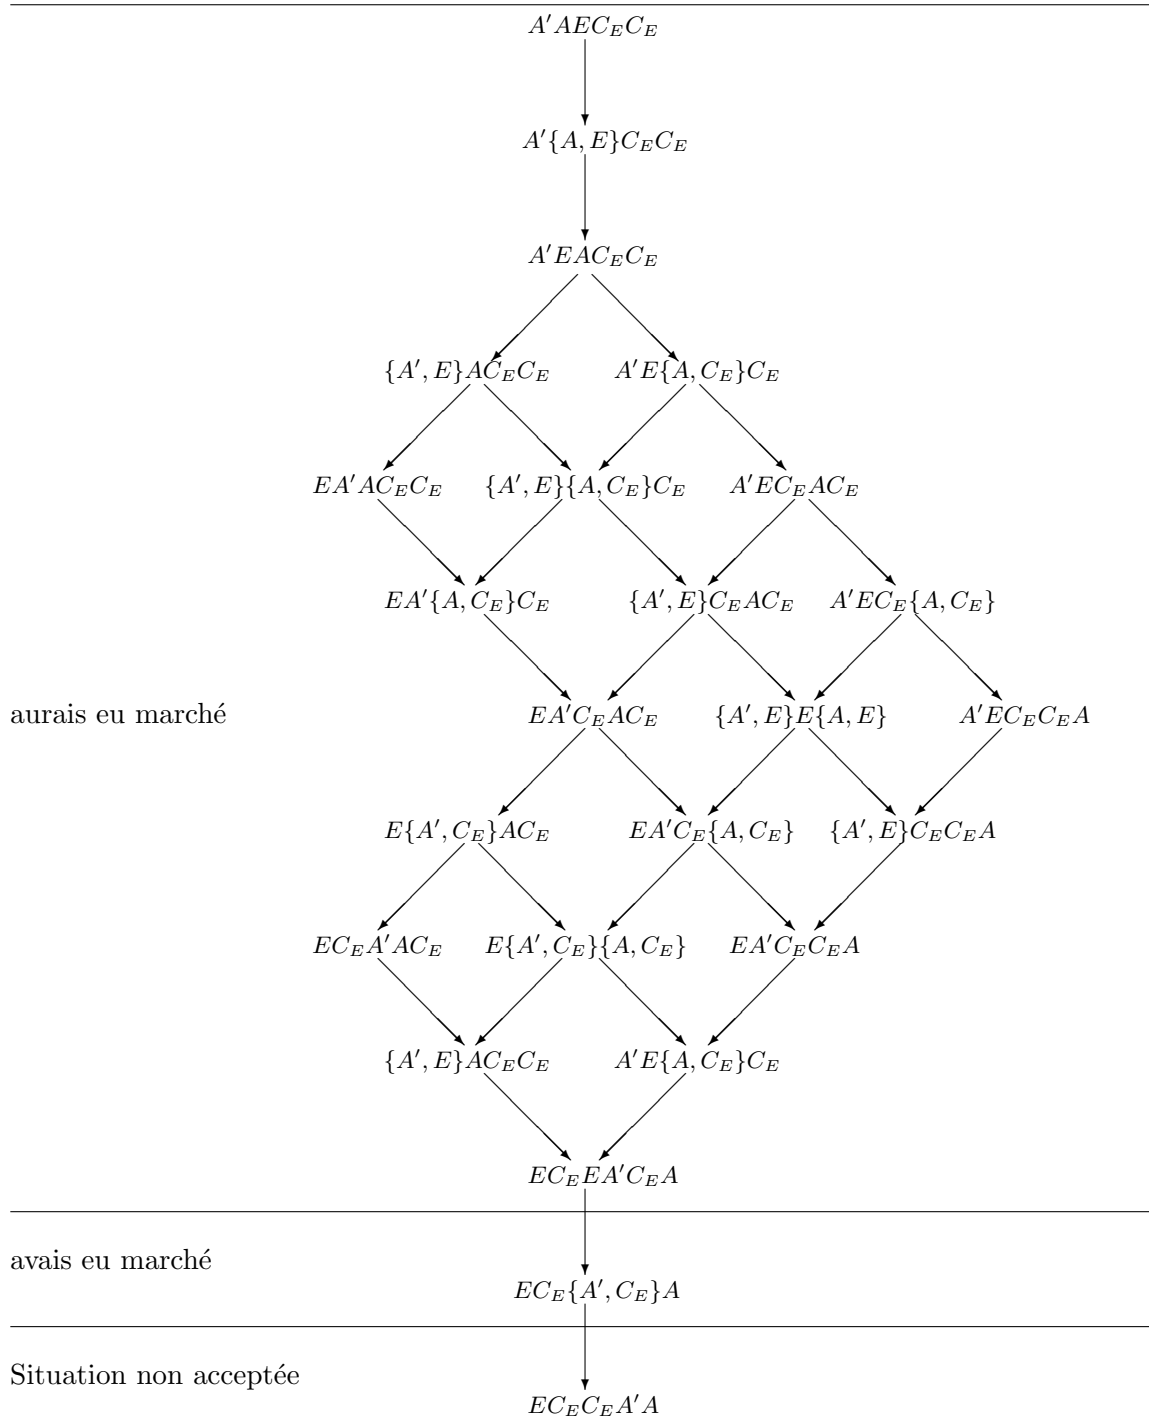 A′AEC_EC_E
A′{A, E}C_EC_E
A′EAC_EC_E
{A′, E}AC_EC_E A′E{A, C_E}C_E
EA′AC_EC_E {A′, E}{A, C_E}C_E A′EC_EAC_E
EA′{A, C_E}C_E {A′, E}C_EAC_E A′EC_E{A, C_E}
aurais eu marché EA′C_EAC_E {A′, E}E{A, E} A′EC_EC_EA
E{A′, C_E}AC_E EA′C_E{A, C_E} {A′, E}C_EC_EA
EC_EA′AC_E E{A′, C_E}{A, C_E} EA′C_EC_EA
{A′, E}AC_EC_E A′E{A, C_E}C_E
EC_EEA′C_EA
avais eu marché
EC_E{A′, C_E}A
Situation non acceptée
EC_EC_EA′A